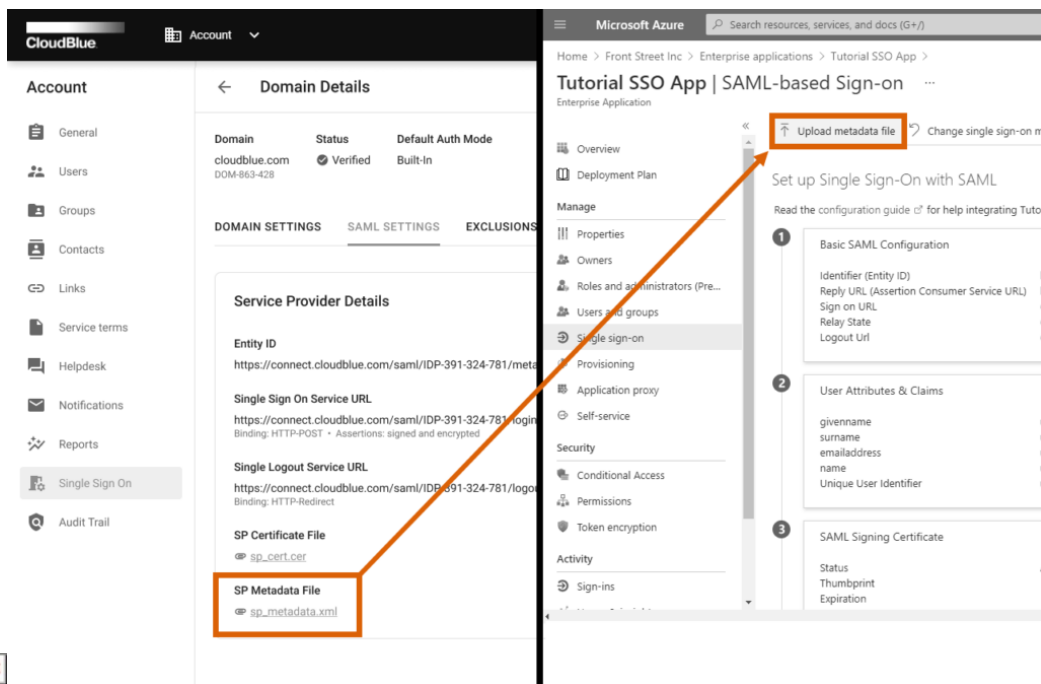 CloudBlue
Account
Account
General
Users
Groups
Contacts
Links
Service terms
Helpdesk
Notifications
Reports
Single Sign On
Audit Trail
Domain Details
Domain Status Default Auth Mode
cloudblue.com Verified Built-In
DOM-863-428
DOMAIN SETTINGS SAML SETTINGS EXCLUSIONS
Service Provider Details
Entity ID
https://connect.cloudblue.com/saml/IDP-391-324-781/meta
Single Sign On Service URL
https://connect.cloudblue.com/saml/IDP-391-324-781/login
Binding: HTTP-POST • Assertions: signed and encrypted
Single Logout Service URL
https://connect.cloudblue.com/saml/IDP-391-324-781/logou
Binding: HTTP-Redirect
SP Certificate File
sp_cert.cer
SP Metadata File
sp_metadata.xml
Microsoft Azure
Search resources, services, and docs (G+/)
Home > Front Street Inc > Enterprise applications > Tutorial SSO App >
Tutorial SSO App | SAML-based Sign-on ...
Enterprise Application
Overview
Deployment Plan
Manage
Properties
Owners
Roles and administrators (Pre...
Users and groups
Single sign-on
Provisioning
Application proxy
Self-service
Security
Conditional Access
Permissions
Token encryption
Activity
Sign-ins
Upload metadata file Change single sign-on m
Set up Single Sign-On with SAML
Read the configuration guide for help integrating Tuto
1
Basic SAML Configuration
Identifier (Entity ID)
Reply URL (Assertion Consumer Service URL)
Sign on URL
Relay State
Logout Url
2
User Attributes & Claims
givenname
surname
emailaddress
name
Unique User Identifier
3
SAML Signing Certificate
Status
Thumbprint
Expiration